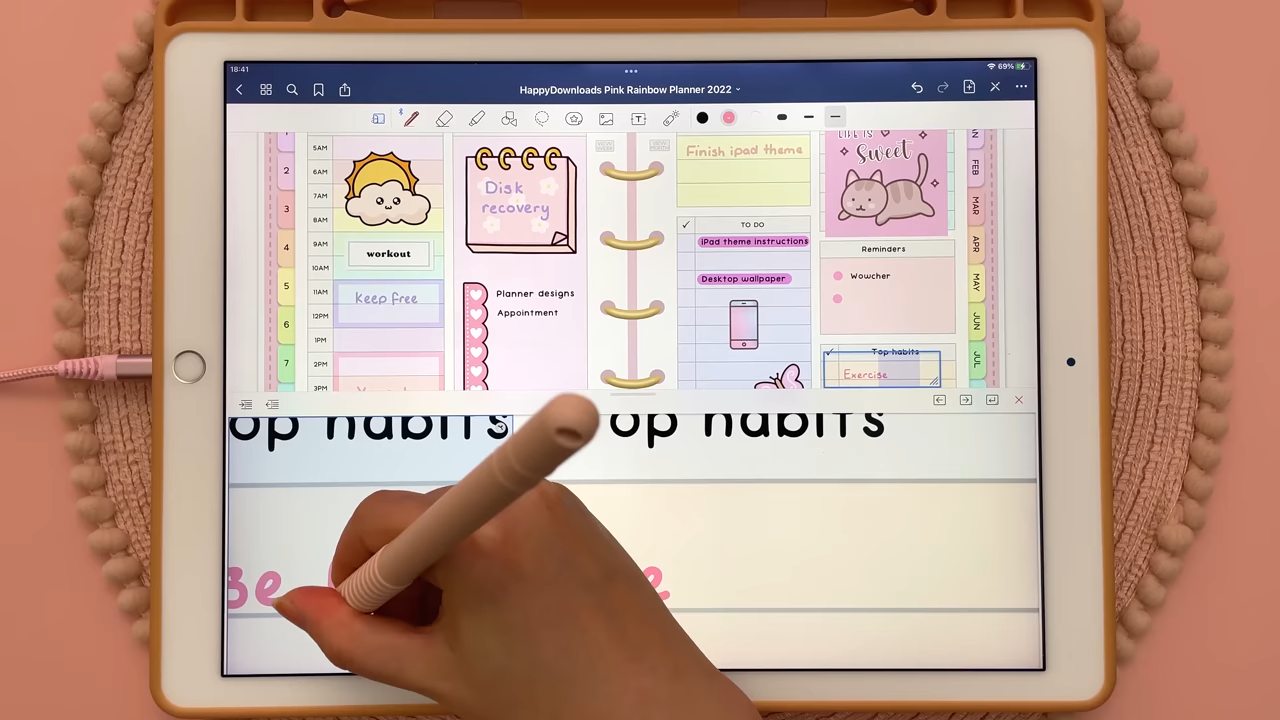 18:41
69%
HappyDownloads Pink Rainbow Planner 2022
T
1
2
3
4
5
6
7
5AM
6AM
7AM
8AM
9AM
10AM
11AM
12PM
1PM
2PM
3PM
workout
Keep free
Disk
recovery
Planner designs
Appointment
Finish ipad theme
TO DO
iPad theme instructions
Desktop wallpaper
LIFE IS
Sweet
Reminders
Wowcher
Top habits
Exercise
FEB
MAR
APR
MAY
JUN
JUL
op habits
op habits
Be